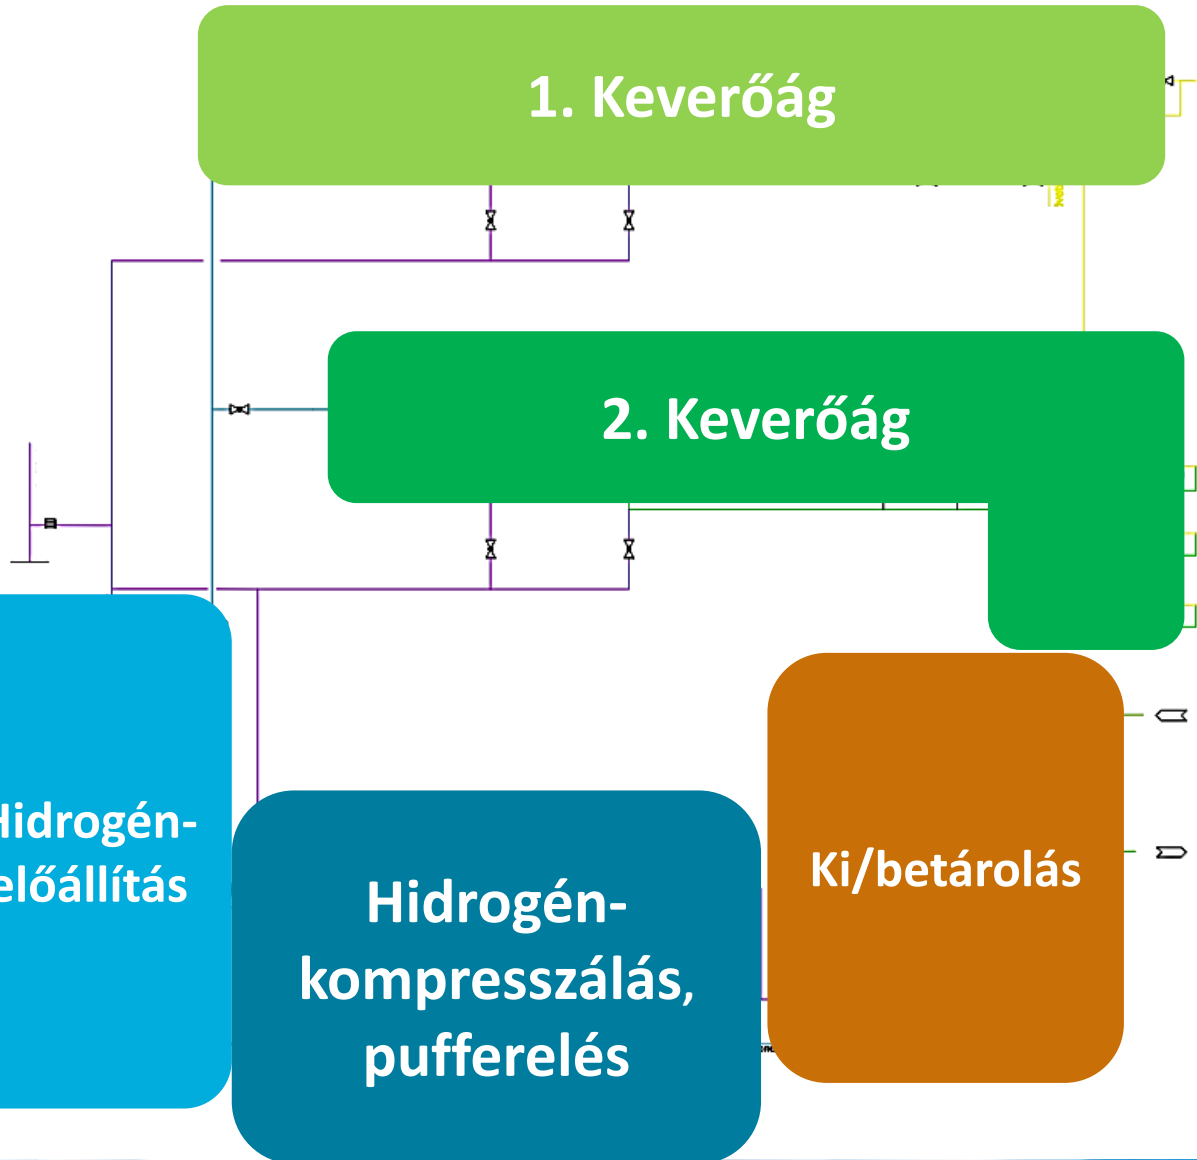 1. Keverőág
2. Keverőág
Hidrogén-
előállítás
Hidrogén-
kompresszálás,
pufferelés
Ki/betárolás